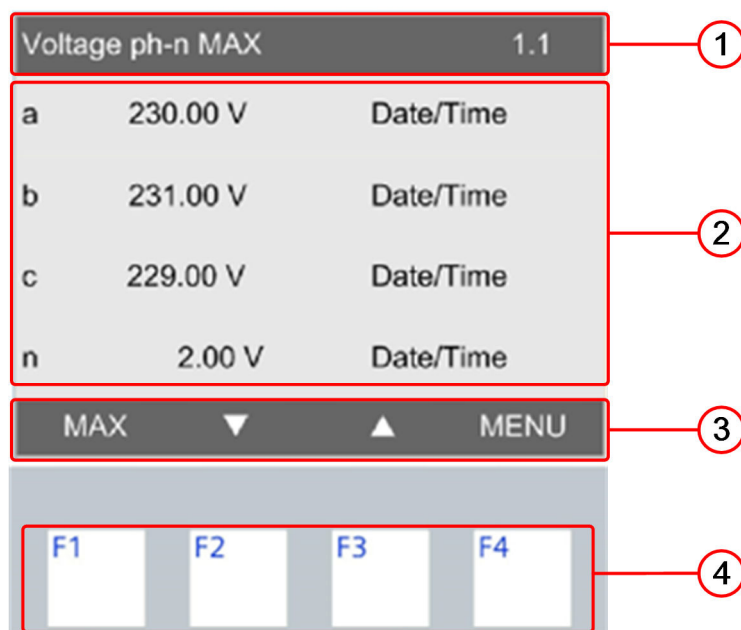 Voltage ph-n MAX 1.1
1
a 230.00 V Date/Time
b 231.00 V Date/Time
2
c 229.00 V Date/Time
n 2.00 V Date/Time
MAX ▼ ▲ MENU
3
F1 F2 F3 F4
4